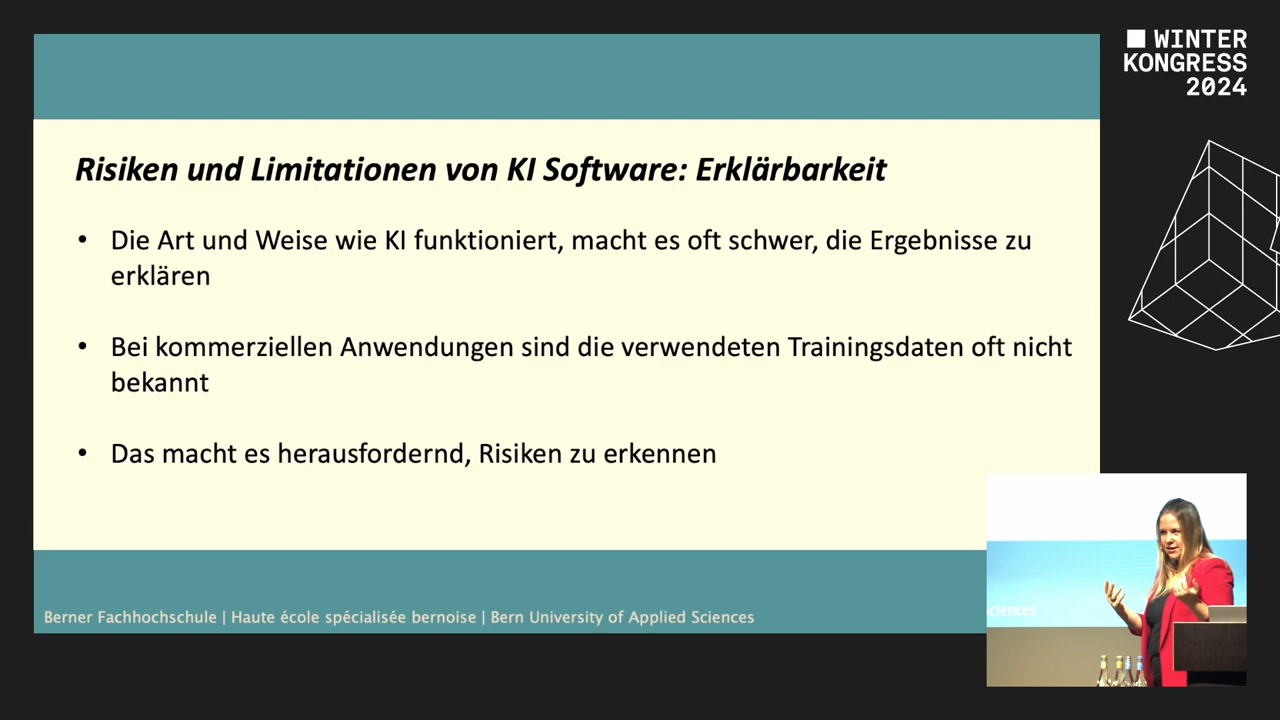 WINTER
KONGRESS
2024
Risiken und Limitationen von KI Software: Erklärbarkeit
• Die Art und Weise wie KI funktioniert, macht es oft schwer, die Ergebnisse zu
erklären
• Bei kommerziellen Anwendungen sind die verwendeten Trainingsdaten oft nicht
bekannt
• Das macht es herausfordernd, Risiken zu erkennen
Berner Fachhochschule | Haute école spécialisée bernoise | Bern University of Applied Sciences
ciences